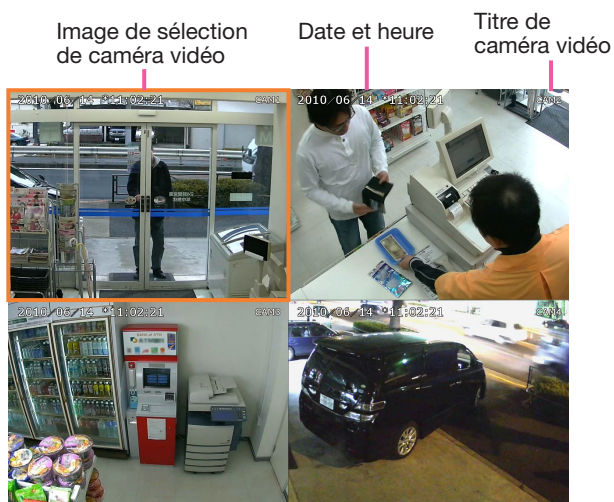 Image de sélection
de caméra vidéo
Date et heure
Titre de
caméra vidéo
2010/06/14 *11:02:21
CAM1
2010/06/14 *11:02:21
2010/06/14 *11:02:21
CAM3
2010/06/14 *11:02:21